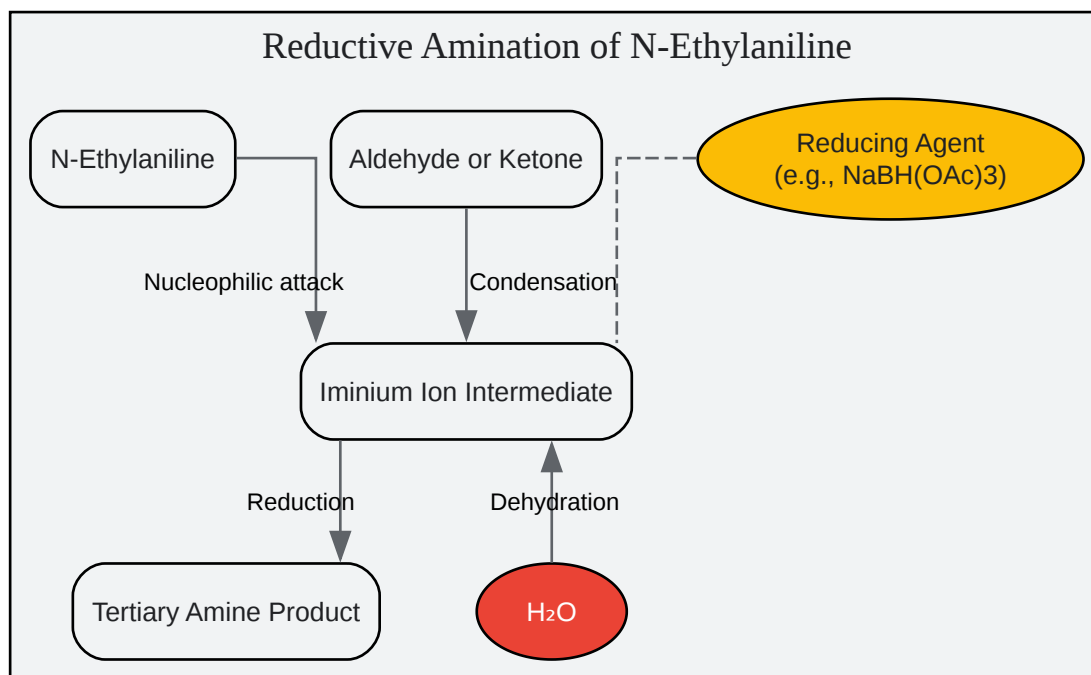 Reductive Amination of N-Ethylaniline
N-Ethylaniline
Aldehyde or Ketone
Reducing Agent
(e.g., NaBH(OAc)3)
Nucleophilic attack
Condensation
Iminium Ion Intermediate
Reduction
Dehydration
Tertiary Amine Product
H₂O